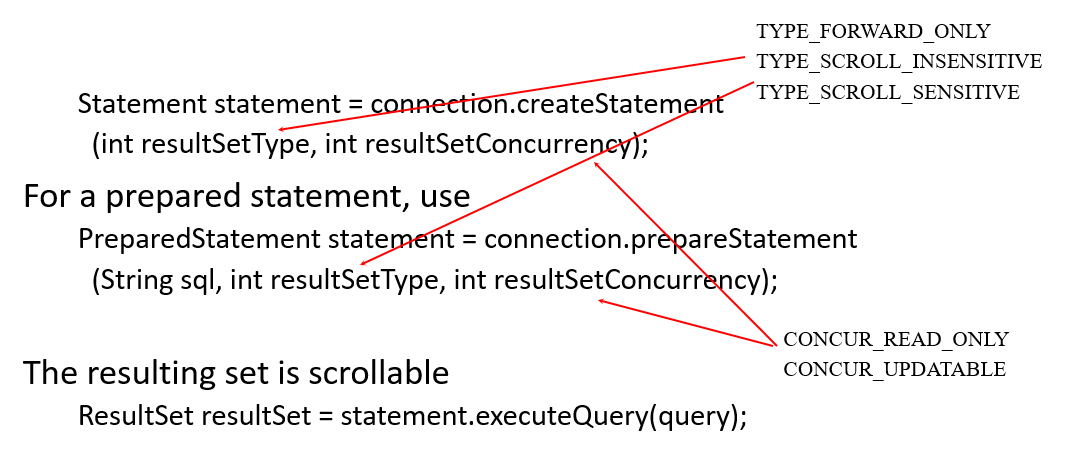 TYPE_FORWARD_ONLY
TYPE_SCROLL_INSENSITIVE
TYPE_SCROLL_SENSITIVE
Statement statement = connection.createStatement
(int resultSetType, int resultSetConcurrency);
For a prepared statement, use
PreparedStatement statement = connection.prepareStatement
(String sql, int resultSetType, int resultSetConcurrency);
CONCUR_READ_ONLY
CONCUR_UPDATABLE
The resulting set is scrollable
ResultSet resultSet = statement.executeQuery(query);